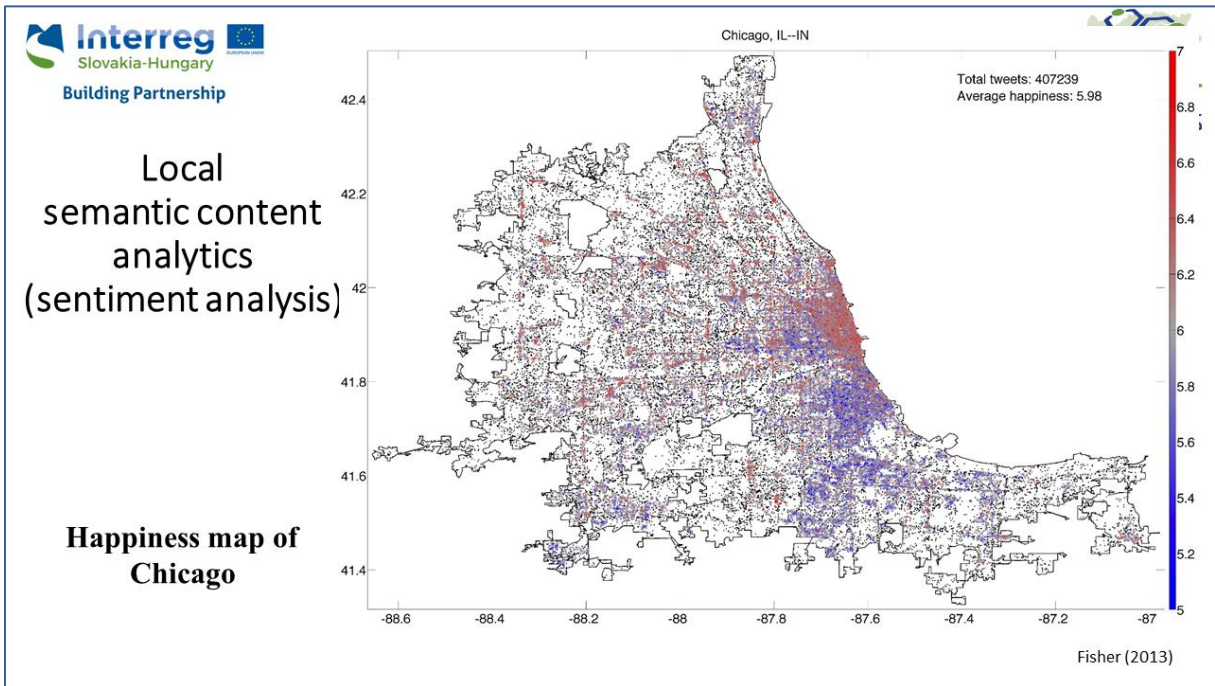 Interreg
EUROPEAN UNION
Slovakia-Hungary
Building Partnership
Local
semantic content
analytics
(sentiment analysis)
Happiness map of
Chicago
Chicago, IL--IN
Total tweets: 407239
Average happiness: 5.98
42.4
42.2
42
41.8
41.6
41.4
-88.6
-88.4
-88.2
-88
-87.8
-87.6
-87.4
-87.2
-87
7
6.8
6.6
6.4
6.2
6
5.8
5.6
5.4
5.2
5
Fisher (2013)